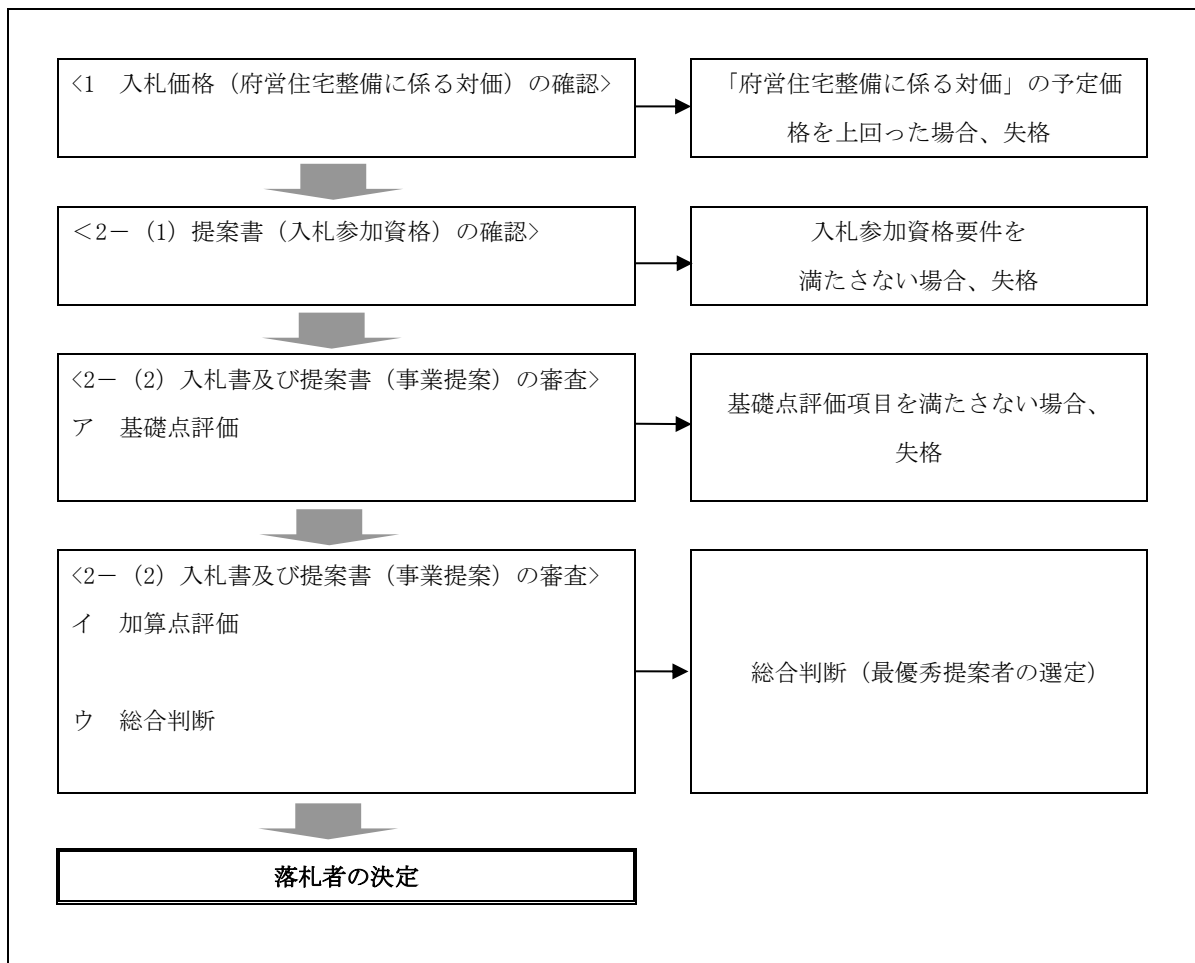 <1　入札価格（府営住宅整備に係る対価）の確認>
「府営住宅整備に係る対価」の予定価
格を上回った場合、失格
＜2－（1）提案書（入札参加資格）の確認>
入札参加資格要件を
満たさない場合、失格
<2－（2）入札書及び提案書（事業提案）の審査>
ア　基礎点評価
基礎点評価項目を満たさない場合、
失格
<2－（2）入札書及び提案書（事業提案）の審査>
イ　加算点評価
ウ　総合判断
総合判断（最優秀提案者の選定）
落札者の決定